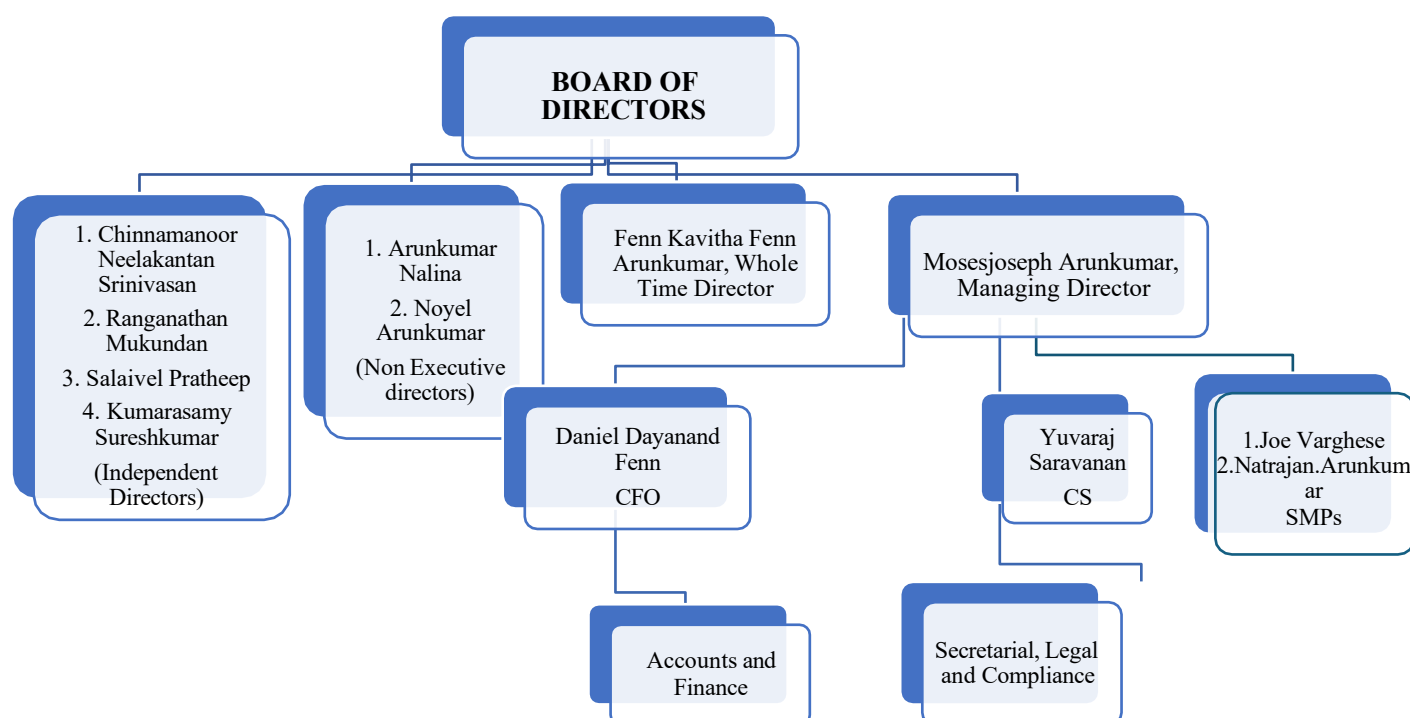 BOARD OF
DIRECTORS
1. Chinnamanoor
Neelakantan
Srinivasan
2. Ranganathan
Mukundan
3. Salaivel Pratheep
4. Kumarasamy
Sureshkumar
(Independent
Directors)
1. Arunkumar
Nalina
2. Noyel
Arunkumar
(Non Executive
directors)
Fenn Kavitha Fenn
Arunkumar, Whole
Time Director
Mosesjoseph Arunkumar,
Managing Director
Daniel Dayanand
Fenn
CFO
Yuvaraj
Saravanan
CS
1.Joe Varghese
2.Natrajan.Arunkum
ar
SMPs
Accounts and
Finance
Secretarial, Legal
and Compliance